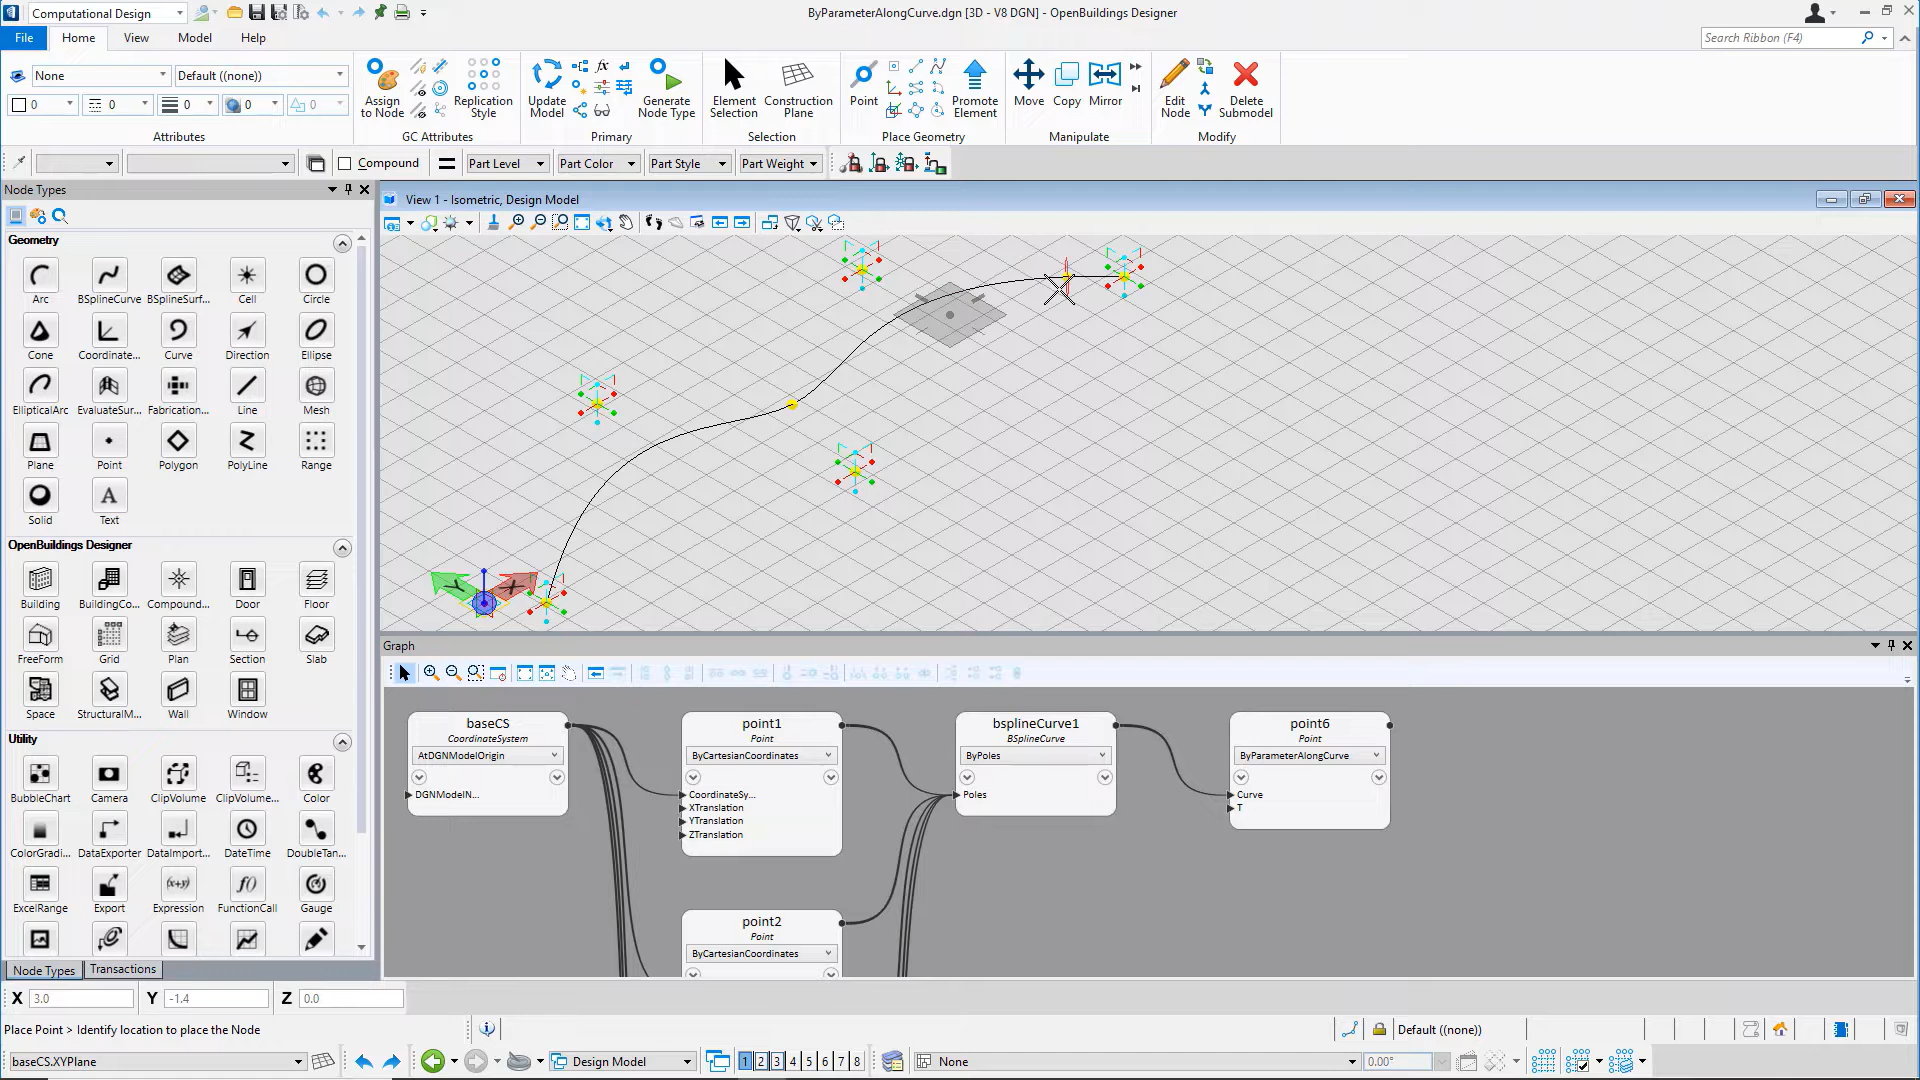 Computational Design
ByParameterAlongCurve.dgn [3D - V8 DGN] - OpenBuildings Designer
File Home View Model Help
Search Ribbon (F4)
None Default ((none))
0 0 0 0 0
Attributes
Assign to Node
Replication Style
GC Attributes
Update Model
fx
Generate Node Type
Primary
Element Selection
Construction Plane
Selection
Point
Promote Element
Place Geometry
Move Copy Mirror
Manipulate
Edit Node
Delete Submodel
Modify
Compound
Part Level Part Color Part Style Part Weight
Node Types
View 1 - Isometric, Design Model
Geometry
Arc BSplineCurve BSplineSurf... Cell Circle
Cone Coordinate... Curve Direction Ellipse
EllipticalArc EvaluateSur... Fabrication... Line Mesh
Plane Point Polygon PolyLine Range
Solid Text
OpenBuildings Designer
Building BuildingCo... Compound... Door Floor
FreeForm Grid Plan Section Slab
Space StructuralM... Wall Window
Utility
BubbleChart Camera ClipVolume ClipVolume... Color
ColorGradi... DataExporter DataImport... DateTime DoubleTan...
ExcelRange Export Expression FunctionCall Gauge
Node Types Transactions
Y X
Graph
baseCS
CoordinateSystem
AtDGNModelOrigin
DGNModelN...
point1
Point
ByCartesianCoordinates
CoordinateSy...
XTranslation
YTranslation
ZTranslation
bsplineCurve1
BSplineCurve
ByPoles
Poles
point6
Point
ByParameterAlongCurve
Curve
T
point2
Point
ByCartesianCoordinates
X 3.0 Y -1.4 Z 0.0
Place Point > Identify location to place the Node
Default ((none))
baseCS.XYPlane
Design Model
1 2 3 4 5 6 7 8
None
0.00°